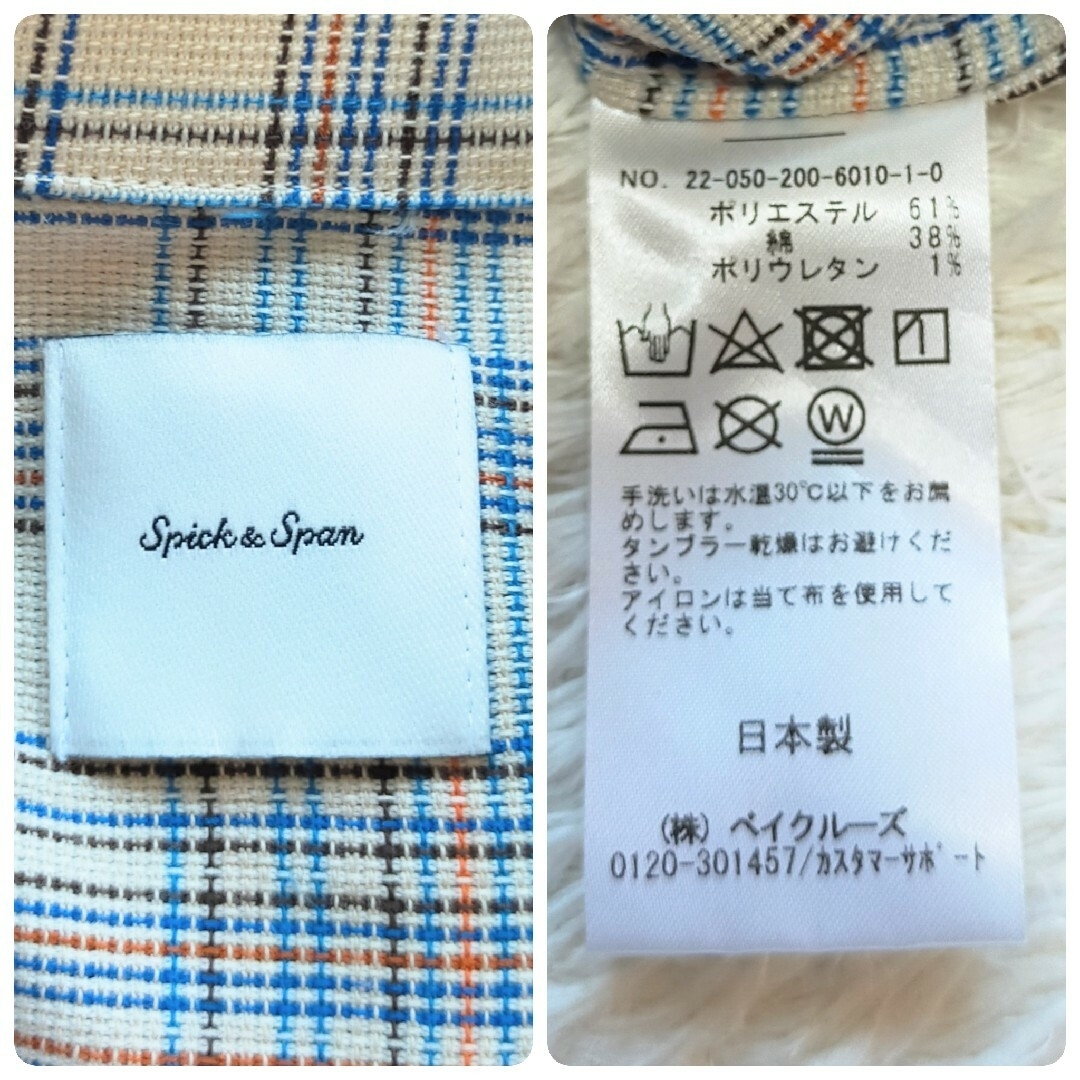 Spick & Span
NO. 22-050-200-6010-1-0
ポリエステル 61%
綿 38%
ポリウレタン 1%
W
手洗いは水温30℃以下をお薦
めします。
タンブラー乾燥はお避けくだ
さい。
アイロンは当て布を使用して
ください。
日本製
(株) ベイクルーズ
0120-301457/カスタマーサポート